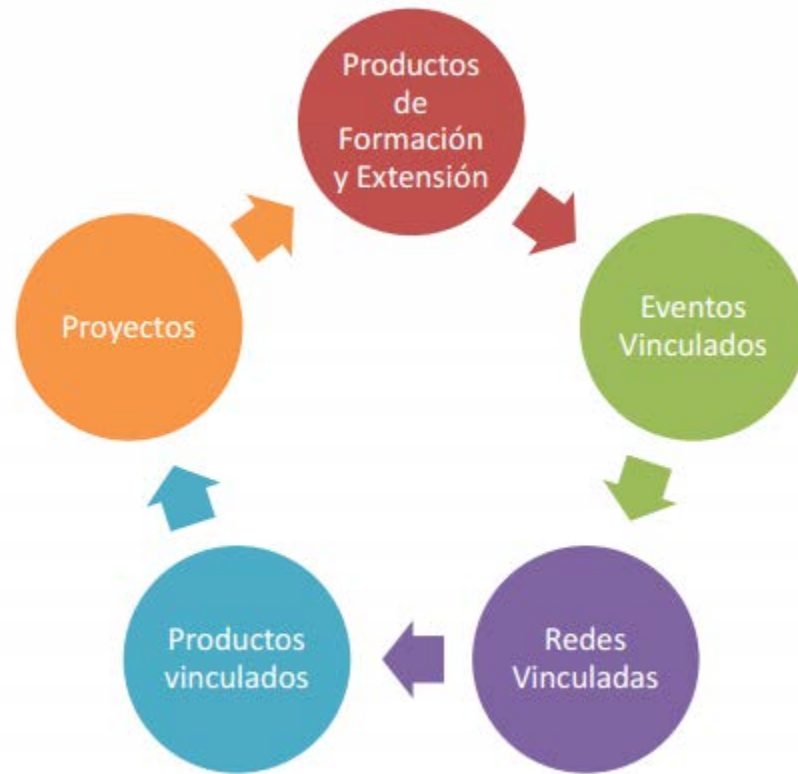 Productos
de
Formación
y Extensión
Eventos
Vinculados
Redes
Vinculadas
Productos
vinculados
Proyectos